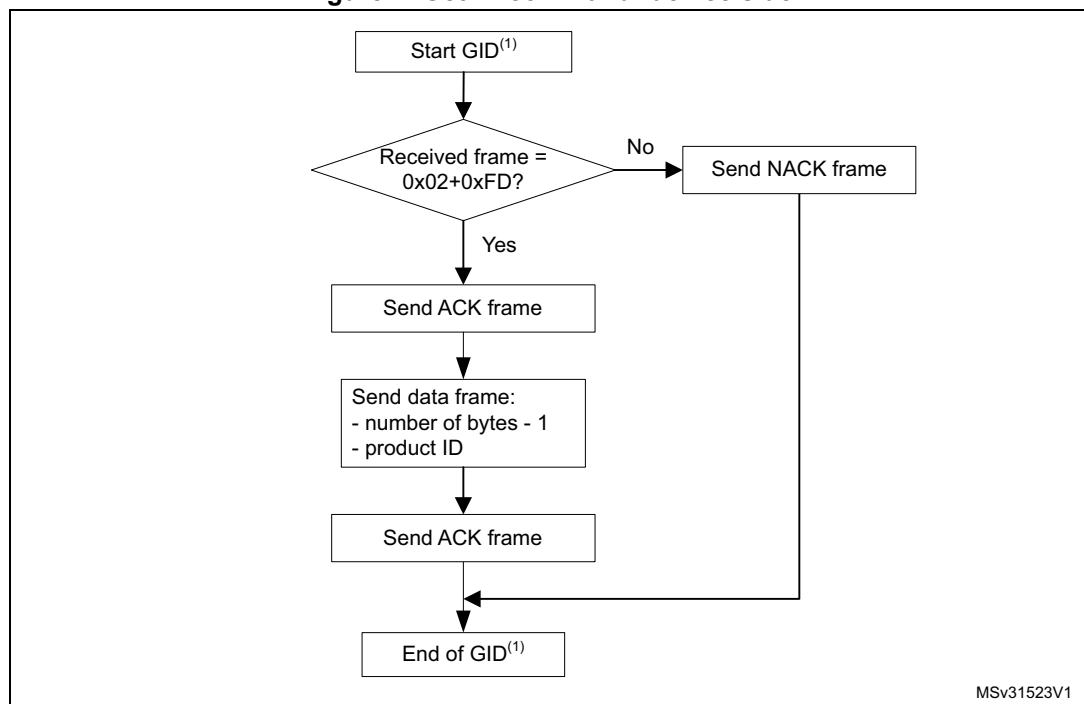 Start GID(1)
Received frame =
0x02+0xFD?
No
Send NACK frame
Yes
Send ACK frame
Send data frame:
- number of bytes - 1
- product ID
Send ACK frame
End of GID(1)
MSv31523V1